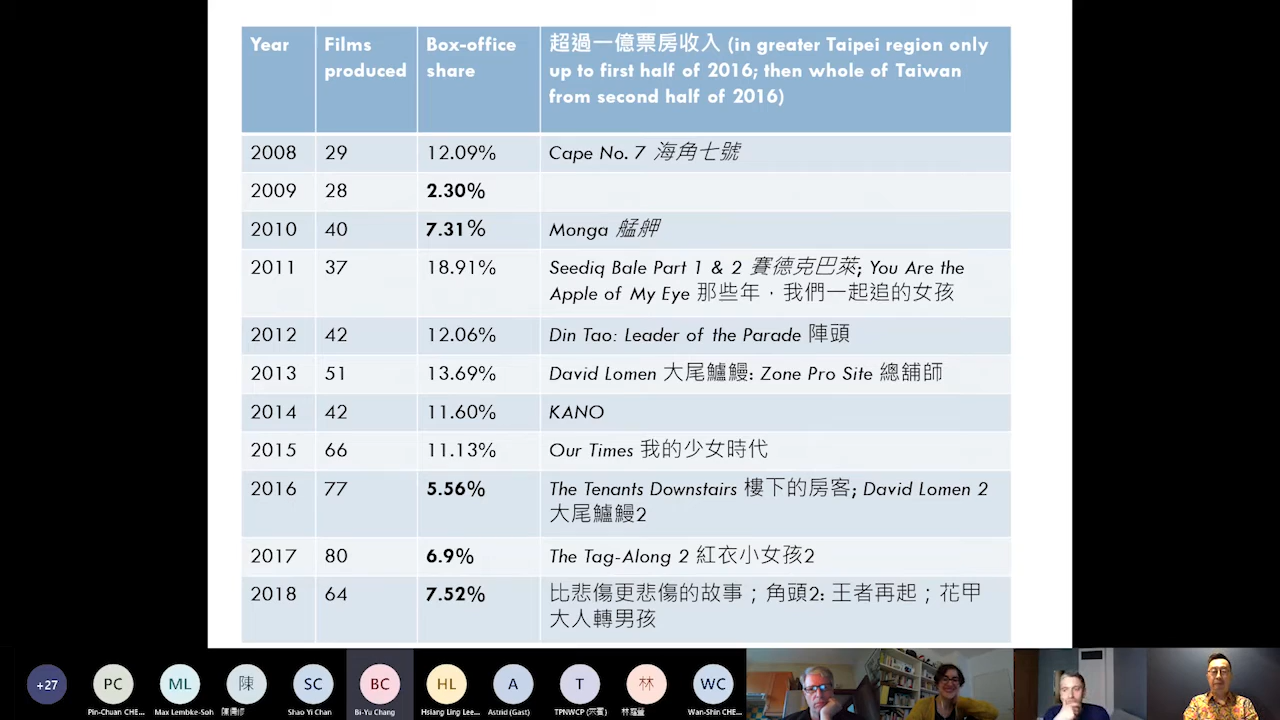 Year Films produced Box-office share 超過一億票房收入 (in greater Taipei region only up to first half of 2016; then whole of Taiwan from second half of 2016)
2008 29 12.09% Cape No. 7 海角七號
2009 28 2.30%
2010 40 7.31% Monga 艋舺
2011 37 18.91% Seediq Bale Part 1 & 2 賽德克巴萊; You Are the
Apple of My Eye 那些年，我們一起追的女孩
2012 42 12.06% Din Tao: Leader of the Parade 陣頭
2013 51 13.69% David Lomen 大尾鱸鰻: Zone Pro Site 總舖師
2014 42 11.60% KANO
2015 66 11.13% Our Times 我的少女時代
2016 77 5.56% The Tenants Downstairs 樓下的房客; David Lomen 2
大尾鱸鰻2
2017 80 6.9% The Tag-Along 2 紅衣小女孩2
2018 64 7.52% 比悲傷更悲傷的故事；角頭2: 王者再起；花甲
大人轉男孩
+27 PC ML 陳 SC BC HL A T 林 WC
Pin-Chuan CHE... Max Lembke-Soh Shao Yi Chan Bi-Yu Chang Hsiang Ling Lee... Astrid (Gast) TPNWCP Wan-Shin CHE...